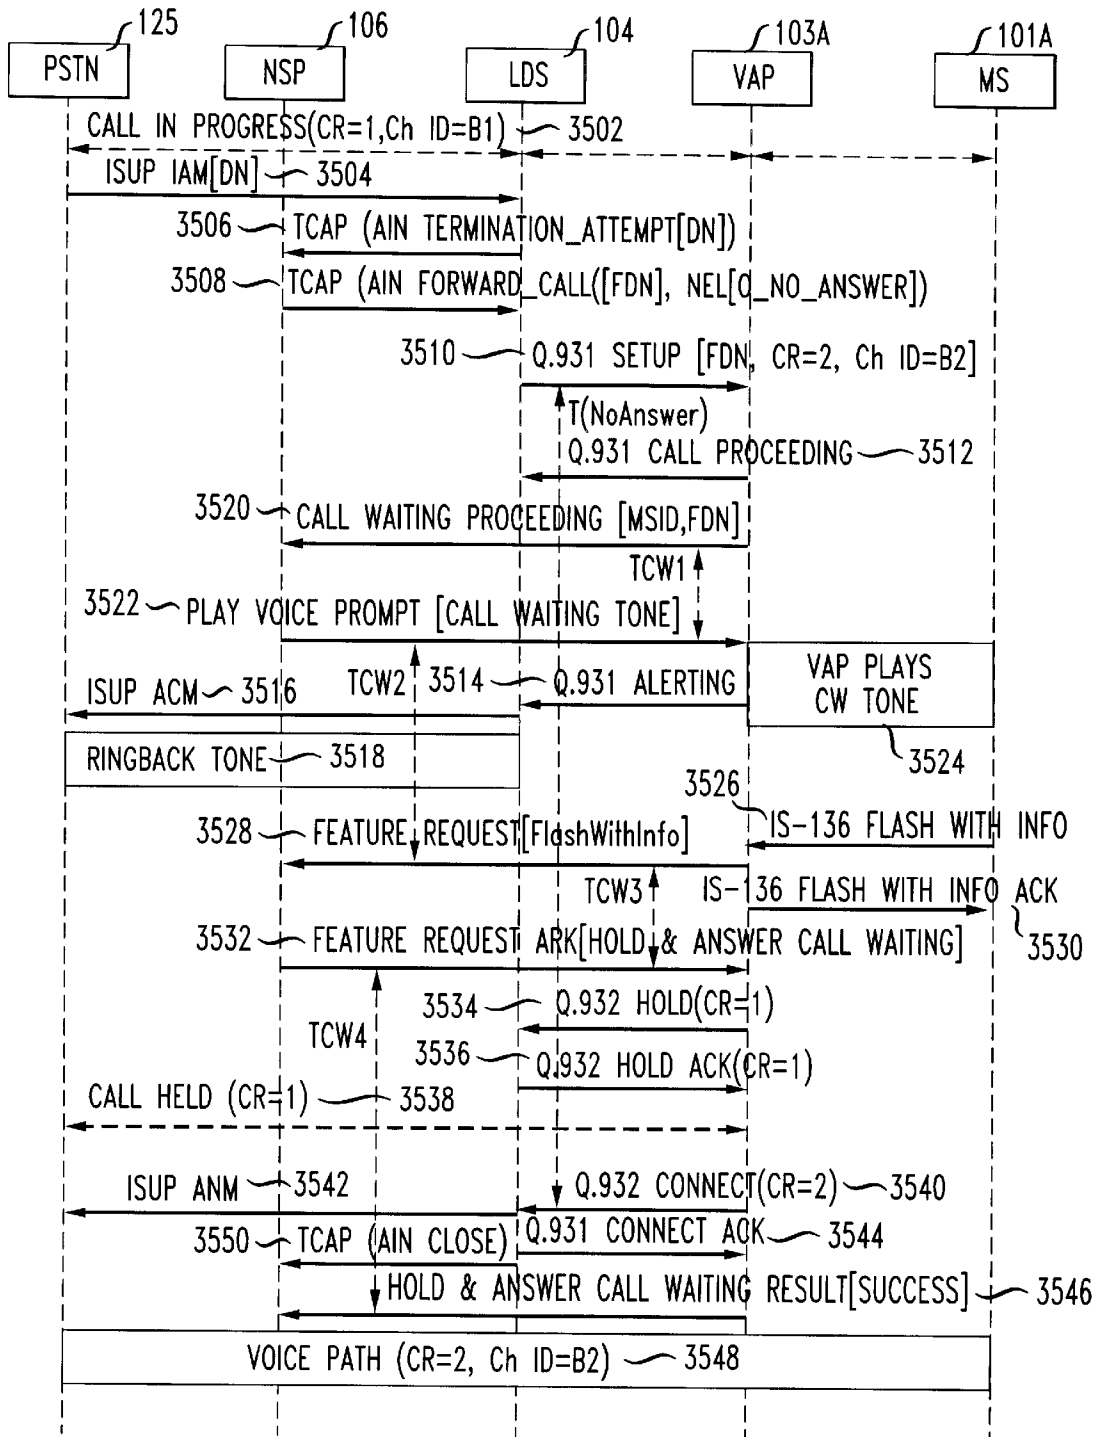 125 106 104 103A 101A
PSTN NSP LDS VAP MS
CALL IN PROGRESS(CR=1,Ch ID=B1) 3502
ISUP IAM[DN] 3504
3506 TCAP (AIN TERMINATION_ATTEMPT[DN])
3508 TCAP (AIN FORWARD_CALL([FDN], NEL[O_NO_ANSWER])
3510 Q.931 SETUP [FDN, CR=2, Ch ID=B2]
T(NoAnswer)
Q.931 CALL PROCEEDING 3512
3520 CALL WAITING PROCEEDING [MSID,FDN]
TCW1
3522 PLAY VOICE PROMPT [CALL WAITING TONE]
VAP PLAYS
CW TONE
3524
TCW2 3514 Q.931 ALERTING
ISUP ACM 3516
RINGBACK TONE 3518
3526
IS-136 FLASH WITH INFO
3528 FEATURE REQUEST[FlashWithInfo]
TCW3 IS-136 FLASH WITH INFO ACK
3530
3532 FEATURE REQUEST ARK[HOLD & ANSWER CALL WAITING]
3534 Q.932 HOLD(CR=1)
TCW4
3536 Q.932 HOLD ACK(CR=1)
CALL HELD (CR=1) 3538
Q.932 CONNECT(CR=2) 3540
ISUP ANM 3542
Q.931 CONNECT ACK 3544
3550 TCAP (AIN CLOSE)
HOLD & ANSWER CALL WAITING RESULT[SUCCESS] 3546
VOICE PATH (CR=2, Ch ID=B2) 3548